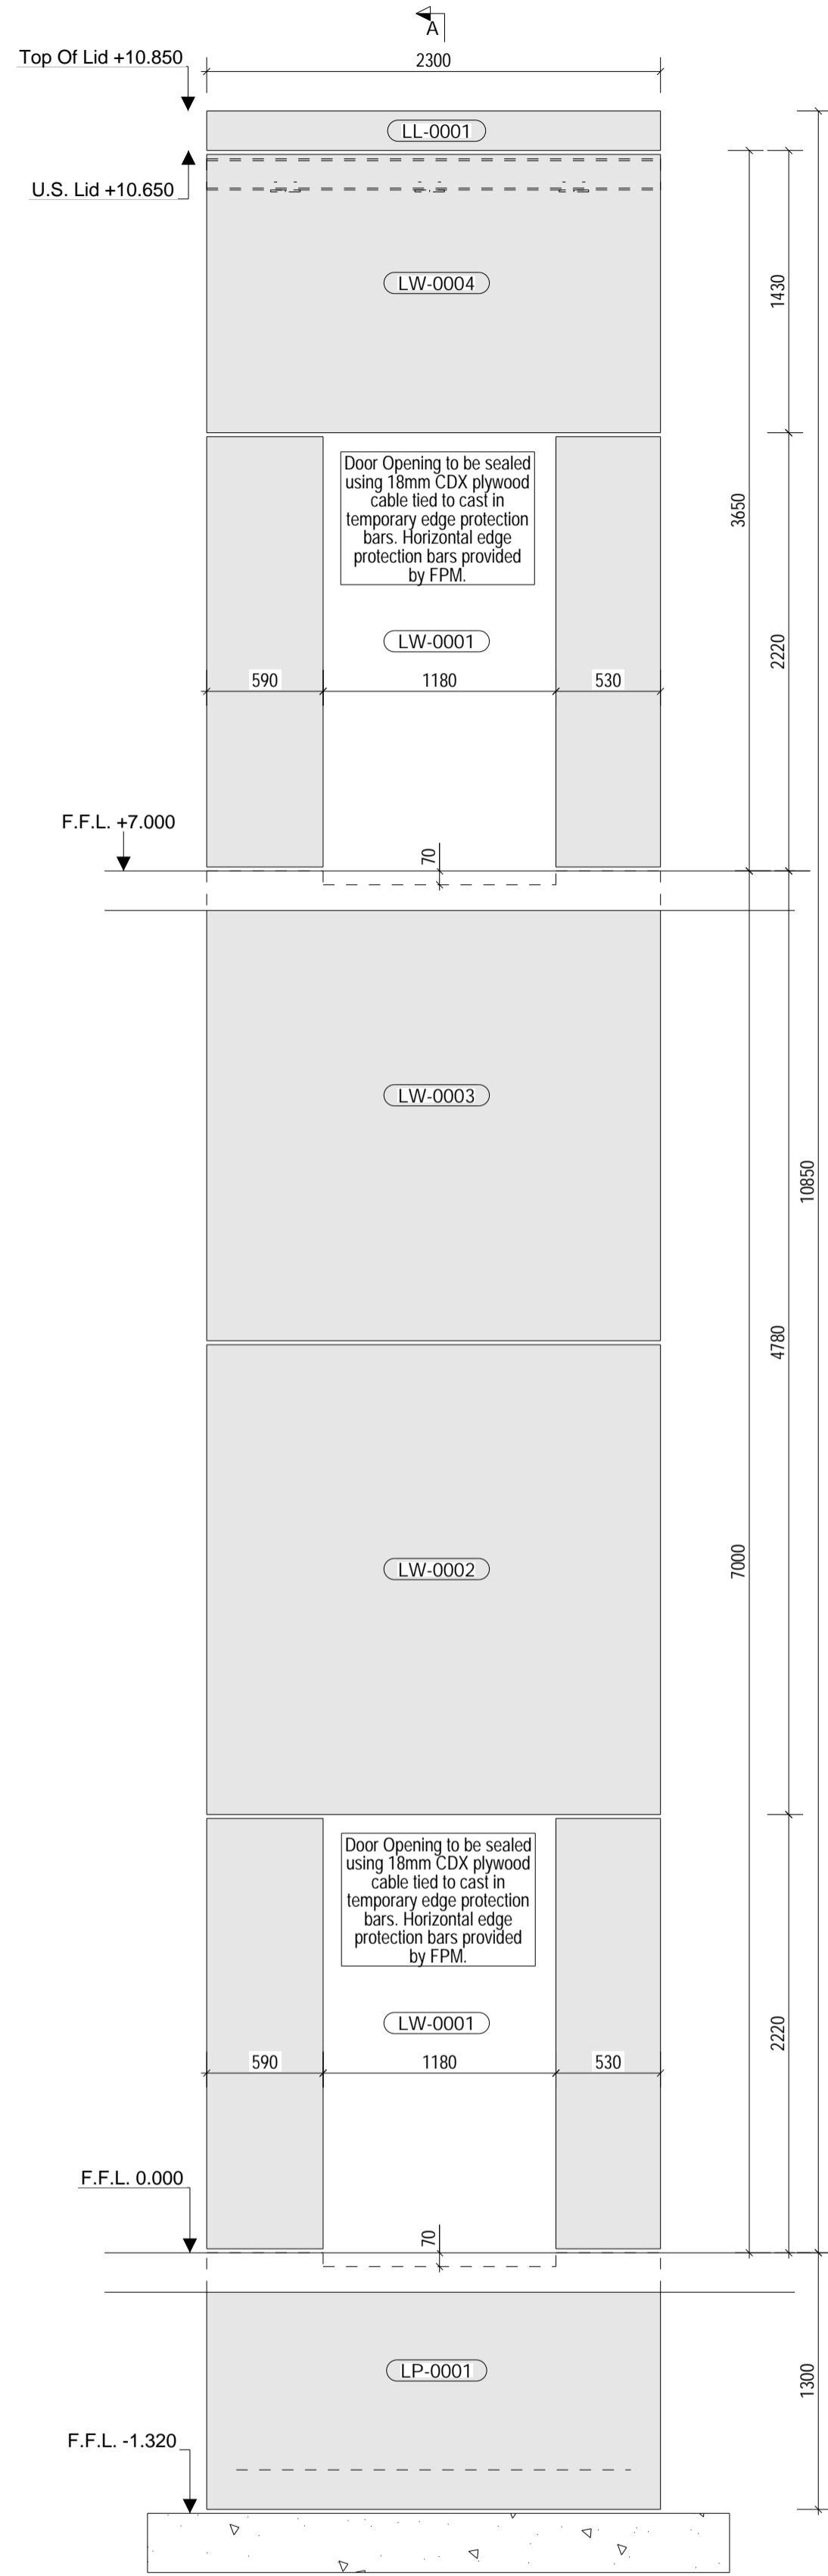 A
Top Of Lid +10.850
2300
LL-0001
U.S. Lid +10.650
LW-0004
1430
3650
Door Opening to be sealed
using 18mm CDX plywood
cable tied to cast in
temporary edge protection
bars. Horizontal edge
protection bars provided
by FPM.
LW-0001
2220
590
1180
530
F.F.L. +7.000
70
LW-0003
10850
4780
7000
LW-0002
Door Opening to be sealed
using 18mm CDX plywood
cable tied to cast in
temporary edge protection
bars. Horizontal edge
protection bars provided
by FPM.
LW-0001
2220
590
1180
530
F.F.L. 0.000
70
LP-0001
1300
F.F.L. -1.320